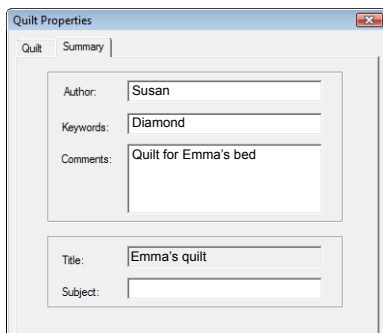 Quilt Properties
Quilt Summary
Author: Susan
Keywords: Diamond
Comments: Quilt for Emma's bed
Title: Emma's quilt
Subject: